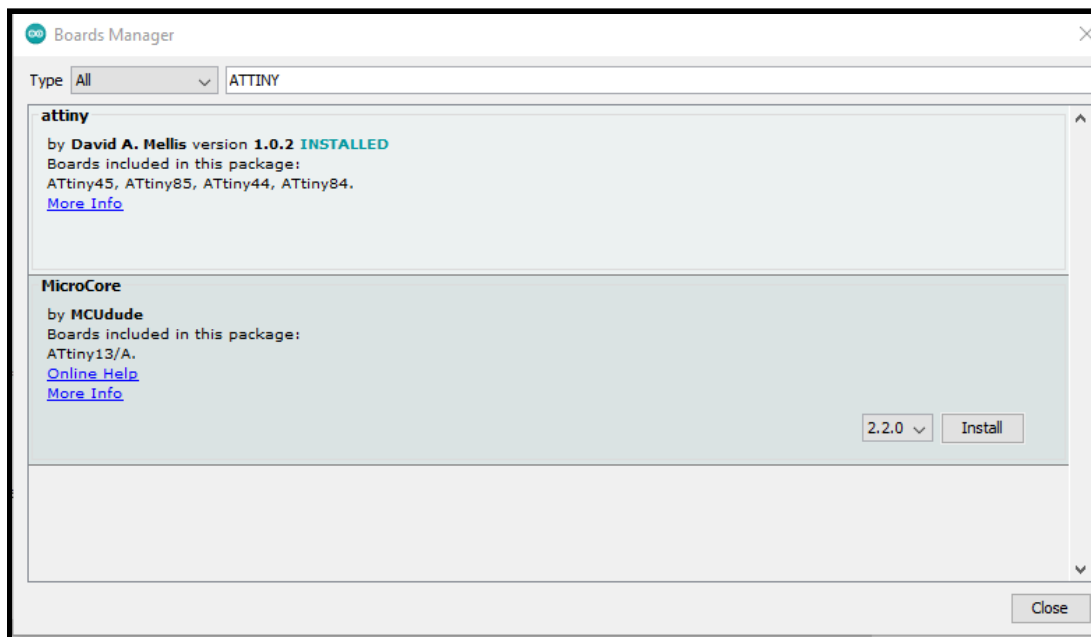 Boards Manager
Type All ATTINY
attiny
by David A. Mellis version 1.0.2 INSTALLED
Boards included in this package:
ATtiny45, ATtiny85, ATtiny44, ATtiny84.
More Info
MicroCore
by MCUdude
Boards included in this package:
ATtiny13/A.
Online Help
More Info
2.2.0 Install
Close